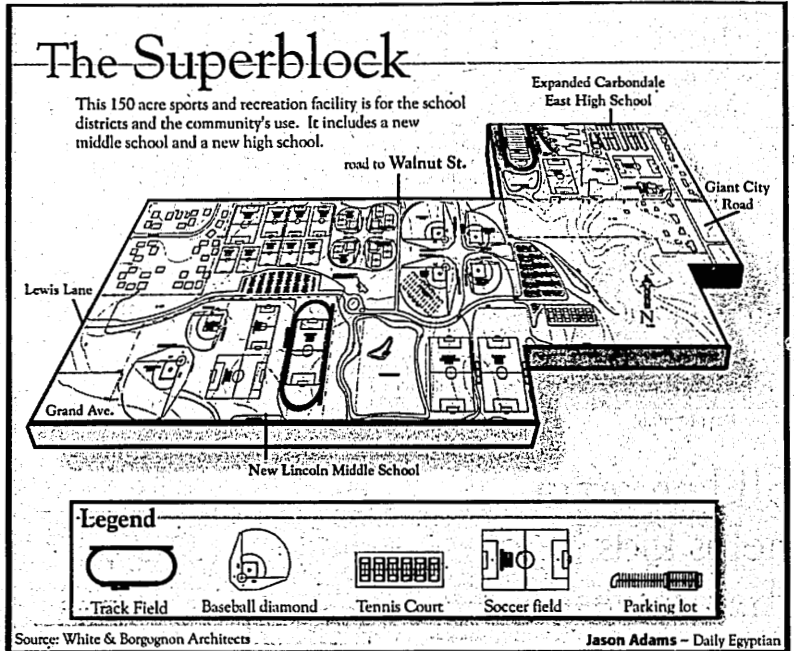 The Superblock
This 150 acre sports and recreation facility is for the school
districts and the community's use. It includes a new
middle school and a new high school.
Expanded Carbondale
East High School
road to Walnut St.
Giant City
Road
Lewis Lane
N
Grand Ave.
New Lincoln Middle School
Legend
Track Field
Baseball diamond
Tennis Court
Soccer field
Parking lot
Source: White & Borgognon Architects
Jason Adams – Daily Egyptian